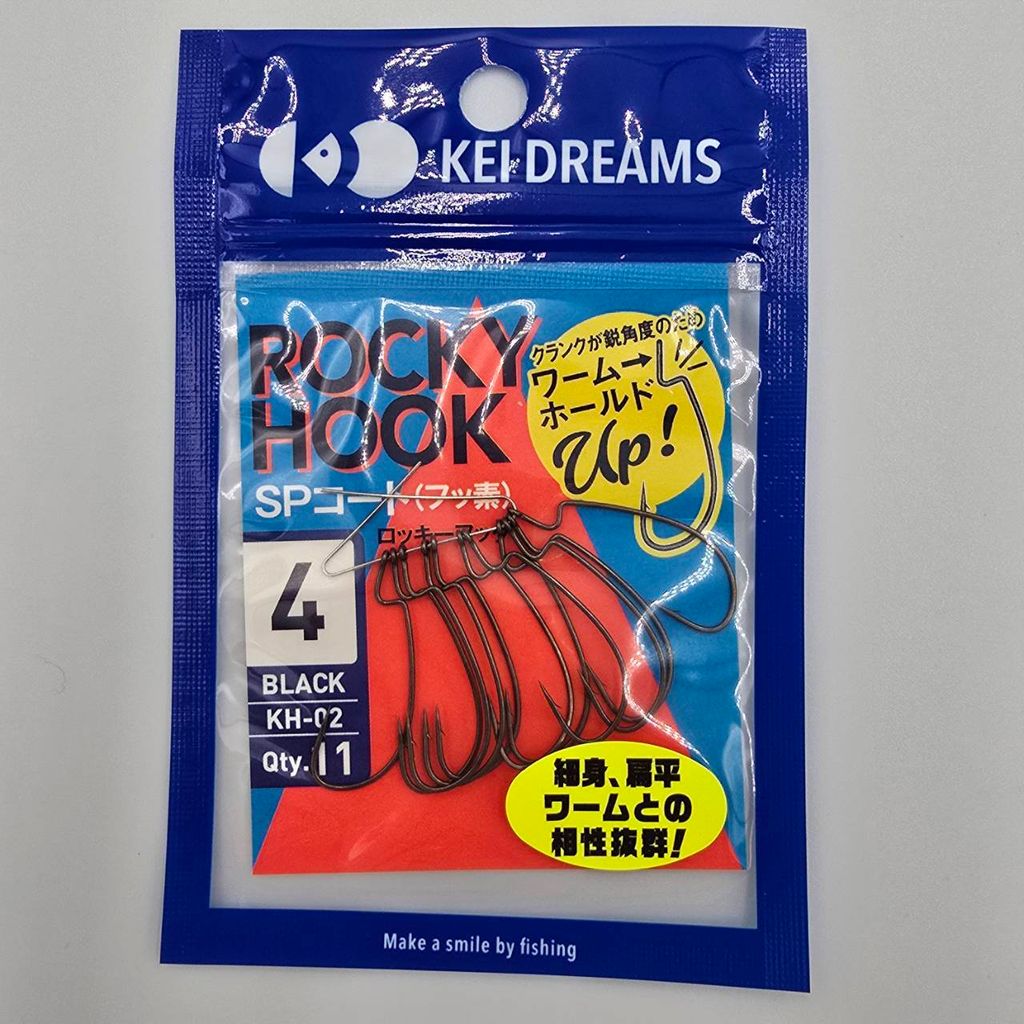 KEI DREAMS
ROCKY
HOOK
クランクが鋭角度のため
ワーム→
ホールド
Up!
SPコート(フッ素)
ロッキーフック
4
BLACK
KH-02
Qty.11
細身、扁平
ワームとの
相性抜群!
Make a smile by fishing